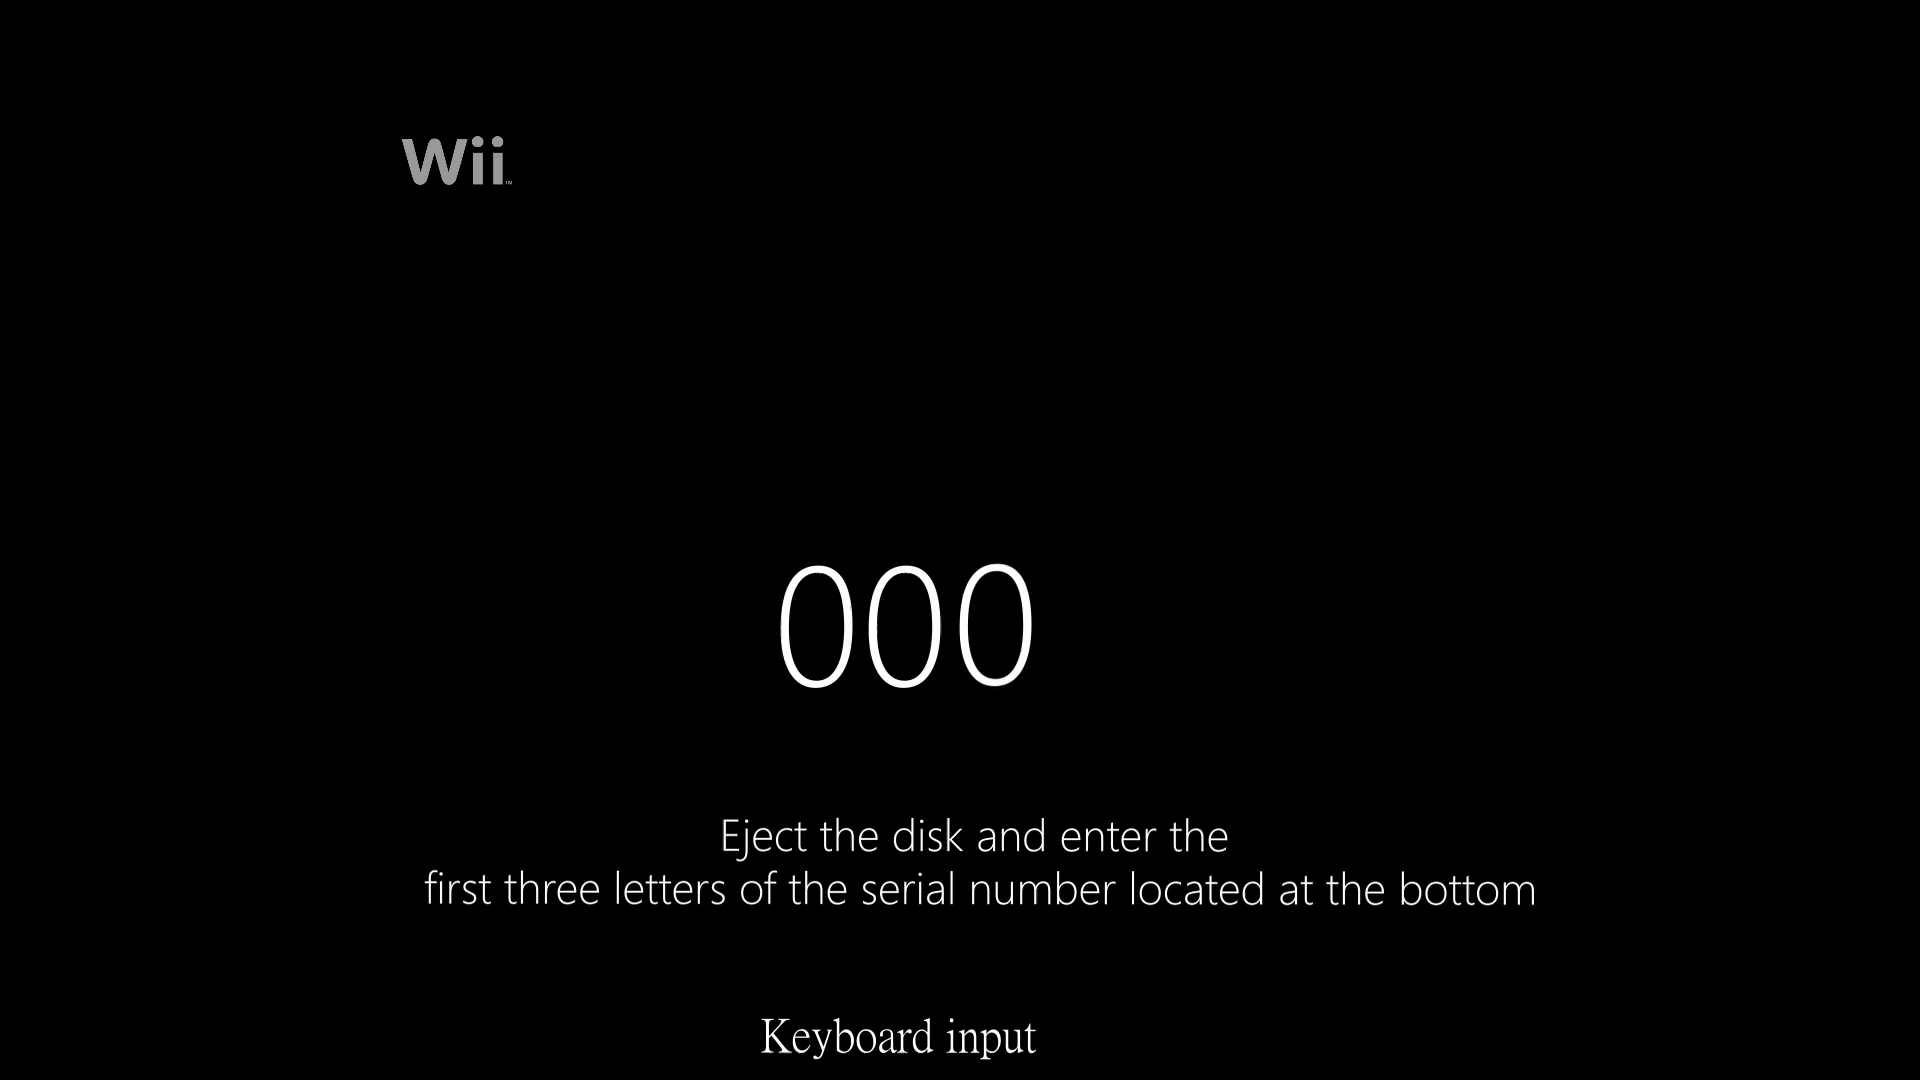 Wii™
000
Eject the disk and enter the
first three letters of the serial number located at the bottom
Keyboard input